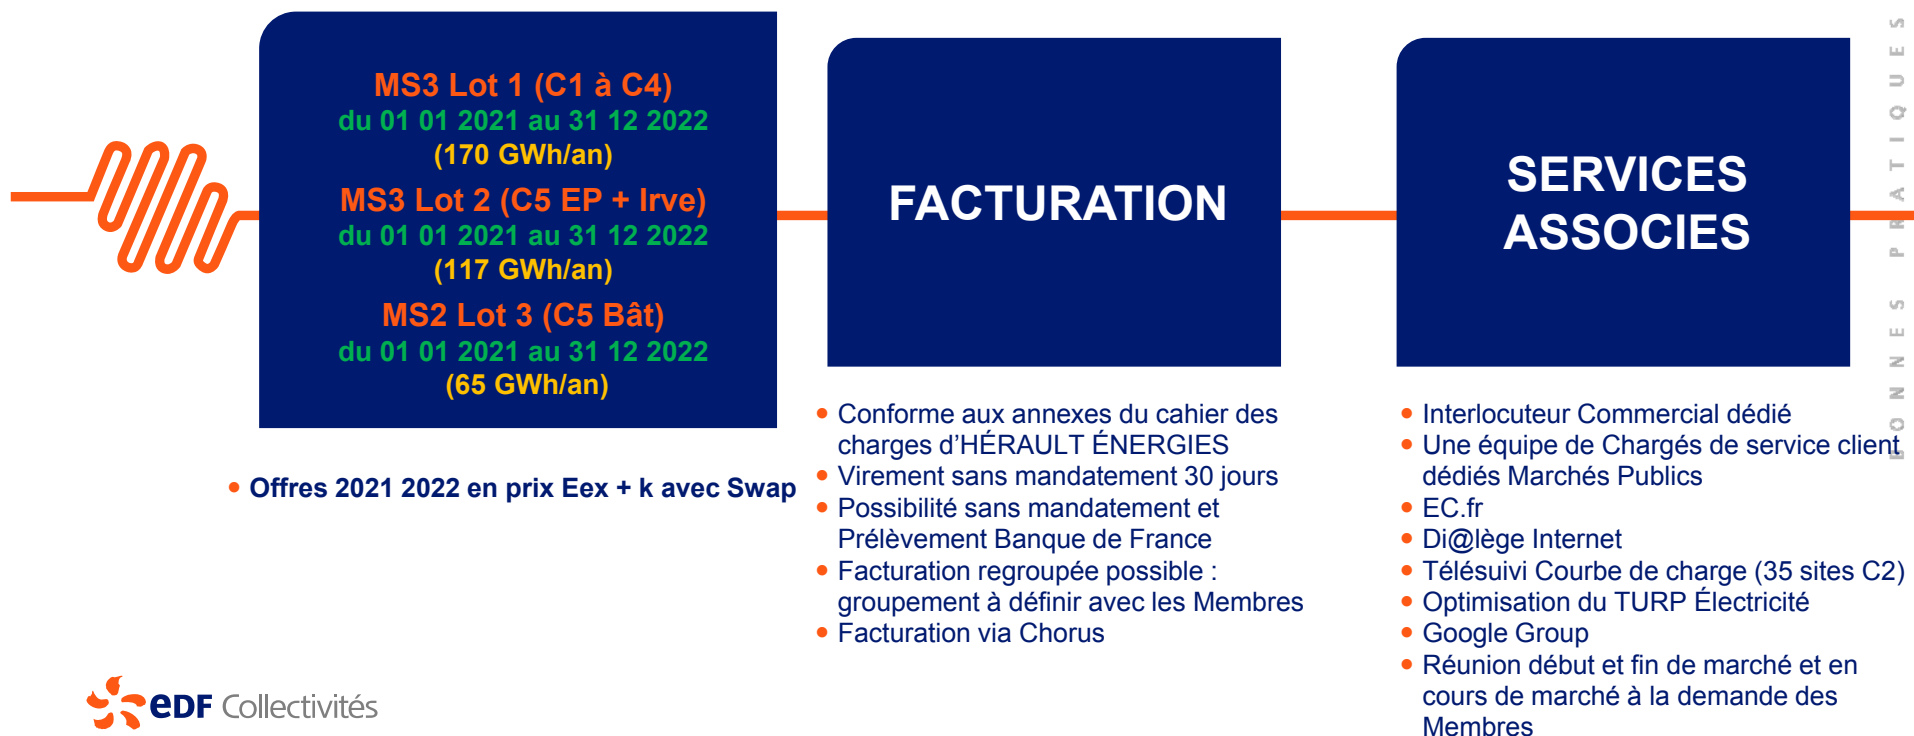 MS3 Lot 1 (C1 à C4)
du 01 01 2021 au 31 12 2022
(170 GWh/an)
MS3 Lot 2 (C5 EP + Irve)
du 01 01 2021 au 31 12 2022
(117 GWh/an)
MS2 Lot 3 (C5 Bât)
du 01 01 2021 au 31 12 2022
(65 GWh/an)
• Offres 2021 2022 en prix Eex + k avec Swap
FACTURATION
• Conforme aux annexes du cahier des
charges d’HÉRAULT ÉNERGIES
• Virement sans mandatement 30 jours
• Possibilité sans mandatement et
Prélèvement Banque de France
• Facturation regroupée possible :
groupement à définir avec les Membres
• Facturation via Chorus
SERVICES
ASSOCIES
• Interlocuteur Commercial dédié
• Une équipe de Chargés de service client
dédiés Marchés Publics
• EC.fr
• Di@lège Internet
• Télésuivi Courbe de charge (35 sites C2)
• Optimisation du TURP Électricité
• Google Group
• Réunion début et fin de marché et en
cours de marché à la demande des
Membres
BONNES PRATIQUES
eDF Collectivités